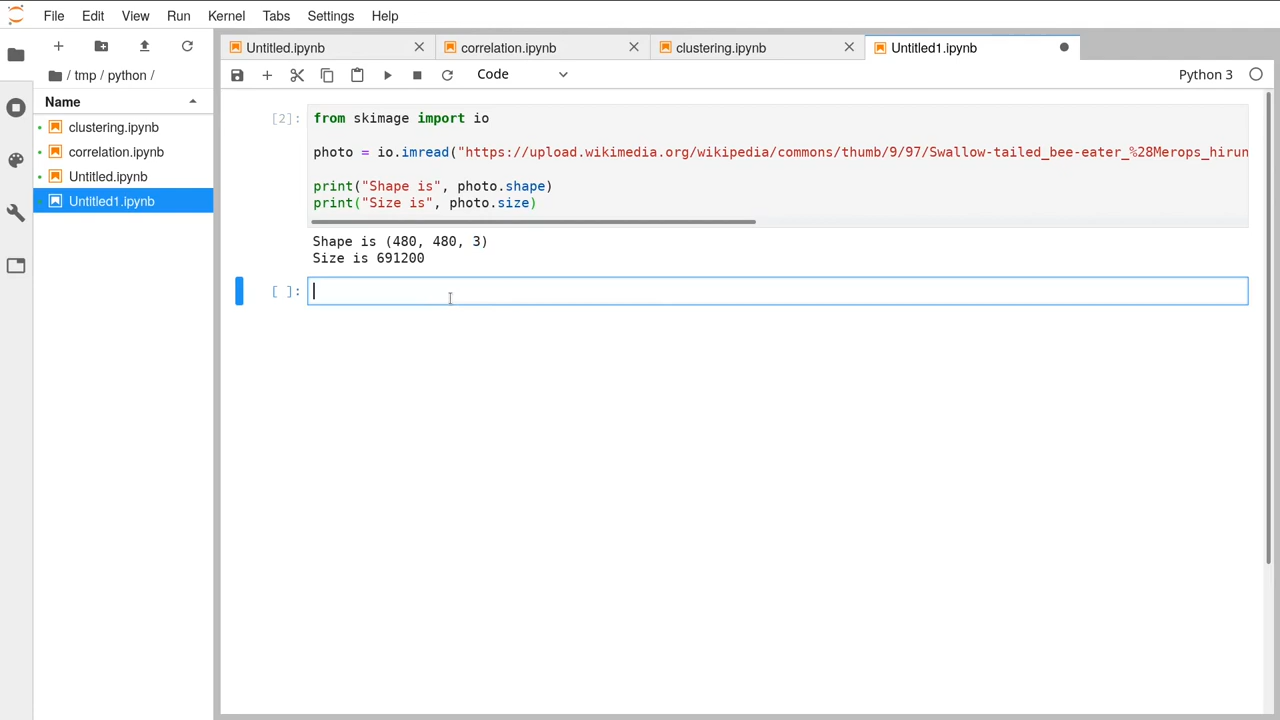 File Edit View Run Kernel Tabs Settings Help
Untitled.ipynb correlation.ipynb clustering.ipynb Untitled1.ipynb
/ tmp / python /
Code
Python 3
Name
clustering.ipynb
correlation.ipynb
Untitled.ipynb
Untitled1.ipynb
[2]: from skimage import io
photo = io.imread("https://upload.wikimedia.org/wikipedia/commons/thumb/9/97/Swallow-tailed_bee-eater_%28Merops_hirun
print("Shape is", photo.shape)
print("Size is", photo.size)
Shape is (480, 480, 3)
Size is 691200
[ ]: